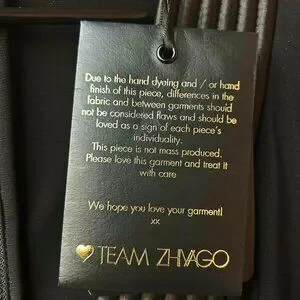 Due to the hand dyeing and / or hand
finish of this piece, differences in the
fabric and between garments should
not be considered flaws and should be
loved as a sign of each piece's
individuality.
This piece is not mass produced.
Please love this garment and treat it
with care
We hope you love your garment!
xx
TEAM ZHIVAGO